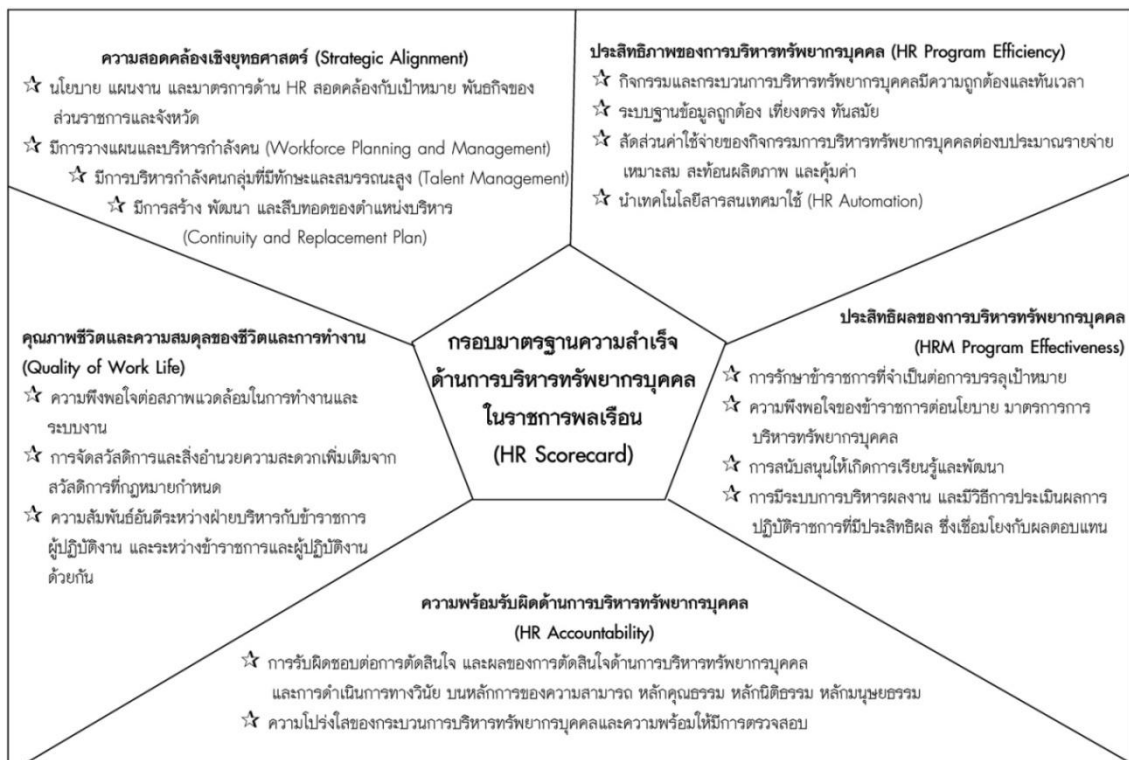 ความสอดคล้องเชิงยุทธศาสตร์ (Strategic Alignment)
☆ นโยบาย แผนงาน และมาตรการด้าน HR สอดคล้องกับเป้าหมาย พันธกิจของ
ส่วนราชการและจังหวัด
☆ มีการวางแผนและบริหารกำลังคน (Workforce Planning and Management)
☆ มีการบริหารกำลังคนกลุ่มที่มีทักษะและสมรรถนะสูง (Talent Management)
☆ มีการสร้าง พัฒนา และสืบทอดของตำแหน่งบริหาร
(Continuity and Replacement Plan)
ประสิทธิภาพของการบริหารทรัพยากรบุคคล (HR Program Efficiency)
☆ กิจกรรมและกระบวนการบริหารทรัพยากรบุคคลมีความถูกต้องและทันเวลา
☆ ระบบฐานข้อมูลถูกต้อง เที่ยงตรง ทันสมัย
☆ สัดส่วนค่าใช้จ่ายของกิจกรรมการบริหารทรัพยากรบุคคลต่องบประมาณรายจ่าย
เหมาะสม สะท้อนผลิตภาพ และคุ้มค่า
☆ นำเทคโนโลยีสารสนเทศมาใช้ (HR Automation)
คุณภาพชีวิตและความสมดุลของชีวิตและการทำงาน
(Quality of Work Life)
☆ ความพึงพอใจต่อสภาพแวดล้อมในการทำงานและ
ระบบงาน
☆ การจัดสวัสดิการและสิ่งอำนวยความสะดวกเพิ่มเติมจาก
สวัสดิการที่กฎหมายกำหนด
☆ ความสัมพันธ์อันดีระหว่างฝ่ายบริหารกับข้าราชการ
ผู้ปฏิบัติงาน และระหว่างข้าราชการและผู้ปฏิบัติงาน
ด้วยกัน
กรอบมาตรฐานความสำเร็จ
ด้านการบริหารทรัพยากรบุคคล
ในราชการพลเรือน
(HR Scorecard)
ประสิทธิผลของการบริหารทรัพยากรบุคคล
(HRM Program Effectiveness)
☆ การรักษาข้าราชการที่จำเป็นต่อการบรรลุเป้าหมาย
☆ ความพึงพอใจของข้าราชการต่อนโยบาย มาตรการการ
บริหารทรัพยากรบุคคล
☆ การสนับสนุนให้เกิดการเรียนรู้และพัฒนา
☆ การมีระบบการบริหารผลงาน และมีวิธีการประเมินผลการ
ปฏิบัติราชการที่มีประสิทธิผล ซึ่งเชื่อมโยงกับผลตอบแทน
ความพร้อมรับผิดด้านการบริหารทรัพยากรบุคคล
(HR Accountability)
☆ การรับผิดชอบต่อการตัดสินใจ และผลของการตัดสินใจด้านการบริหารทรัพยากรบุคคล
และการดำเนินการทางวินัย บนหลักการของความสามารถ หลักคุณธรรม หลักนิติธรรม หลักมนุษยธรรม
☆ ความโปร่งใสของกระบวนการบริหารทรัพยากรบุคคลและความพร้อมให้มีการตรวจสอบ